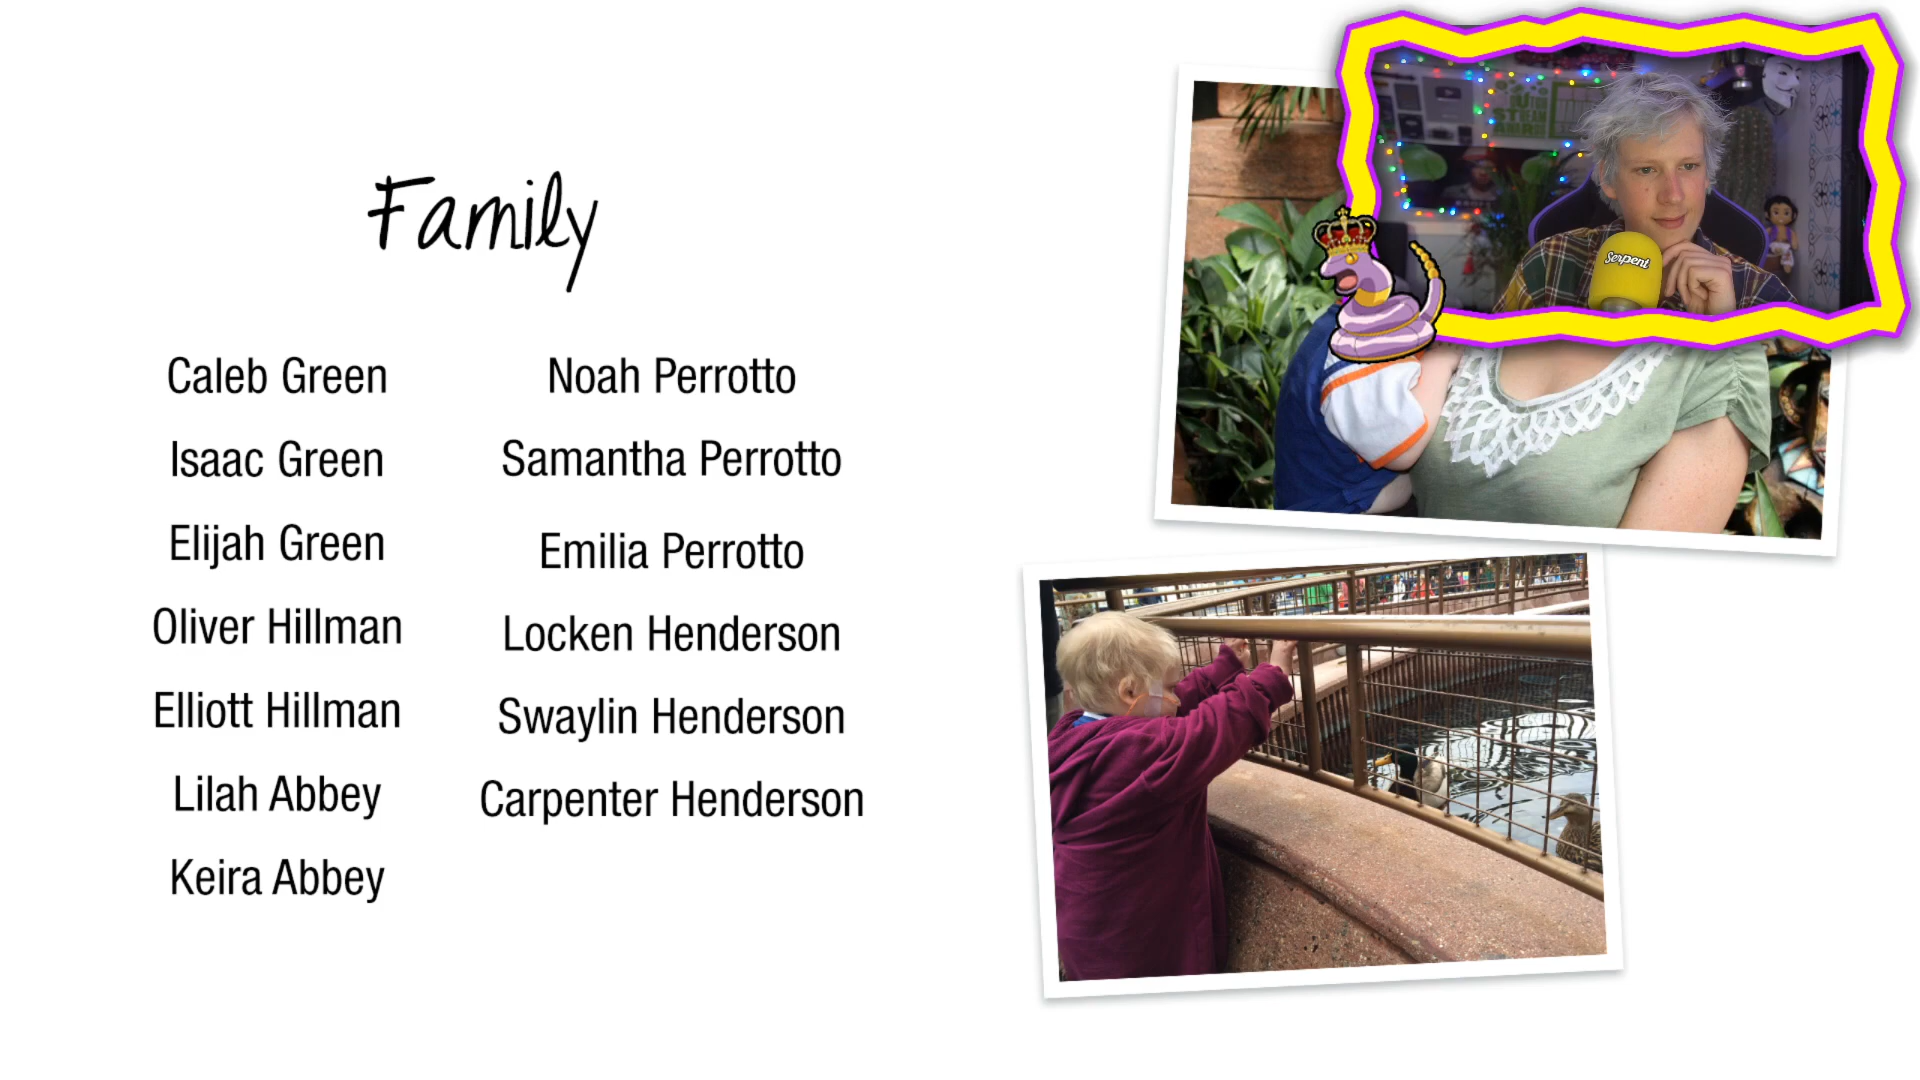 Family
Caleb Green
Isaac Green
Elijah Green
Oliver Hillman
Elliott Hillman
Lilah Abbey
Keira Abbey
Noah Perrotto
Samantha Perrotto
Emilia Perrotto
Locken Henderson
Swaylin Henderson
Carpenter Henderson
Serpent